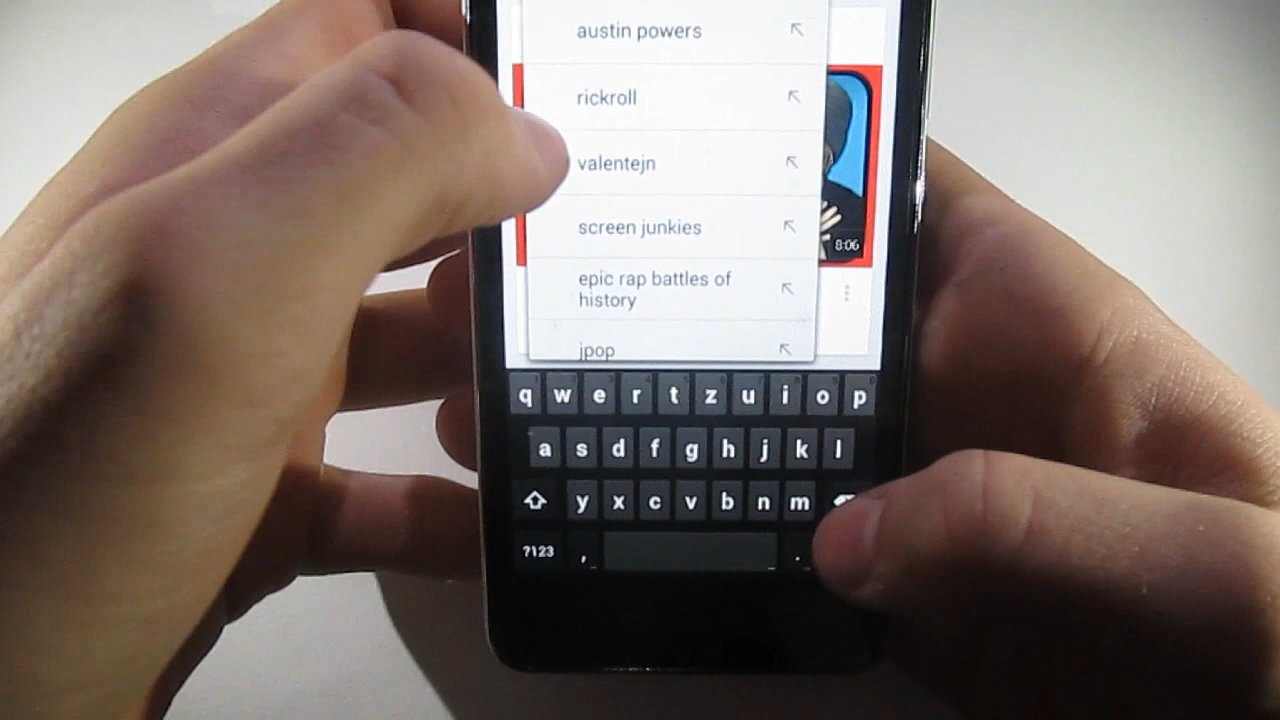 austin powers
rickroll
valentejn
screen junkies
8:06
epic rap battles of
history
jpop
q w e r t z u i o p
a s d f g h j k l
y x c v b n m
?123 , .